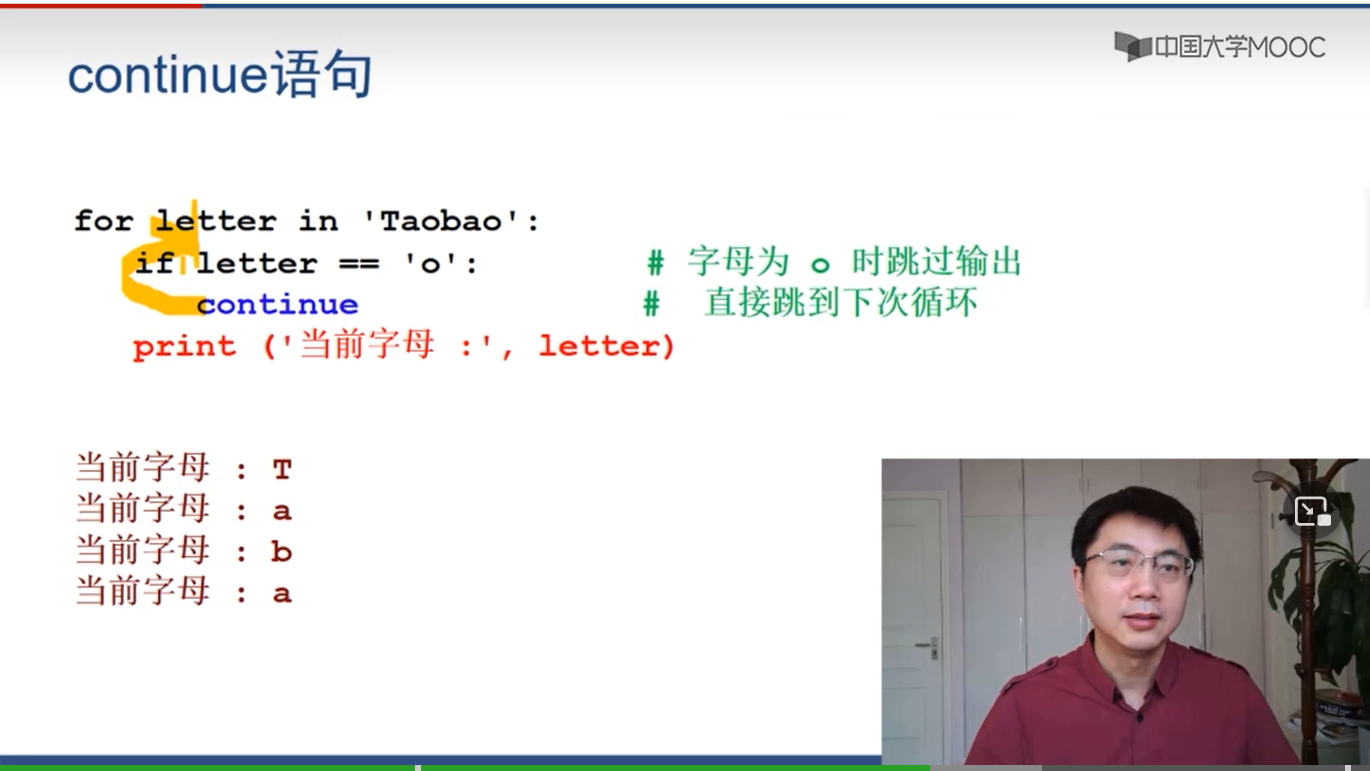 中国大学MOOC
continue语句
for letter in 'Taobao':
if letter == 'o': # 字母为 o 时跳过输出
continue # 直接跳到下次循环
print ('当前字母 :', letter)
当前字母 : T
当前字母 : a
当前字母 : b
当前字母 : a